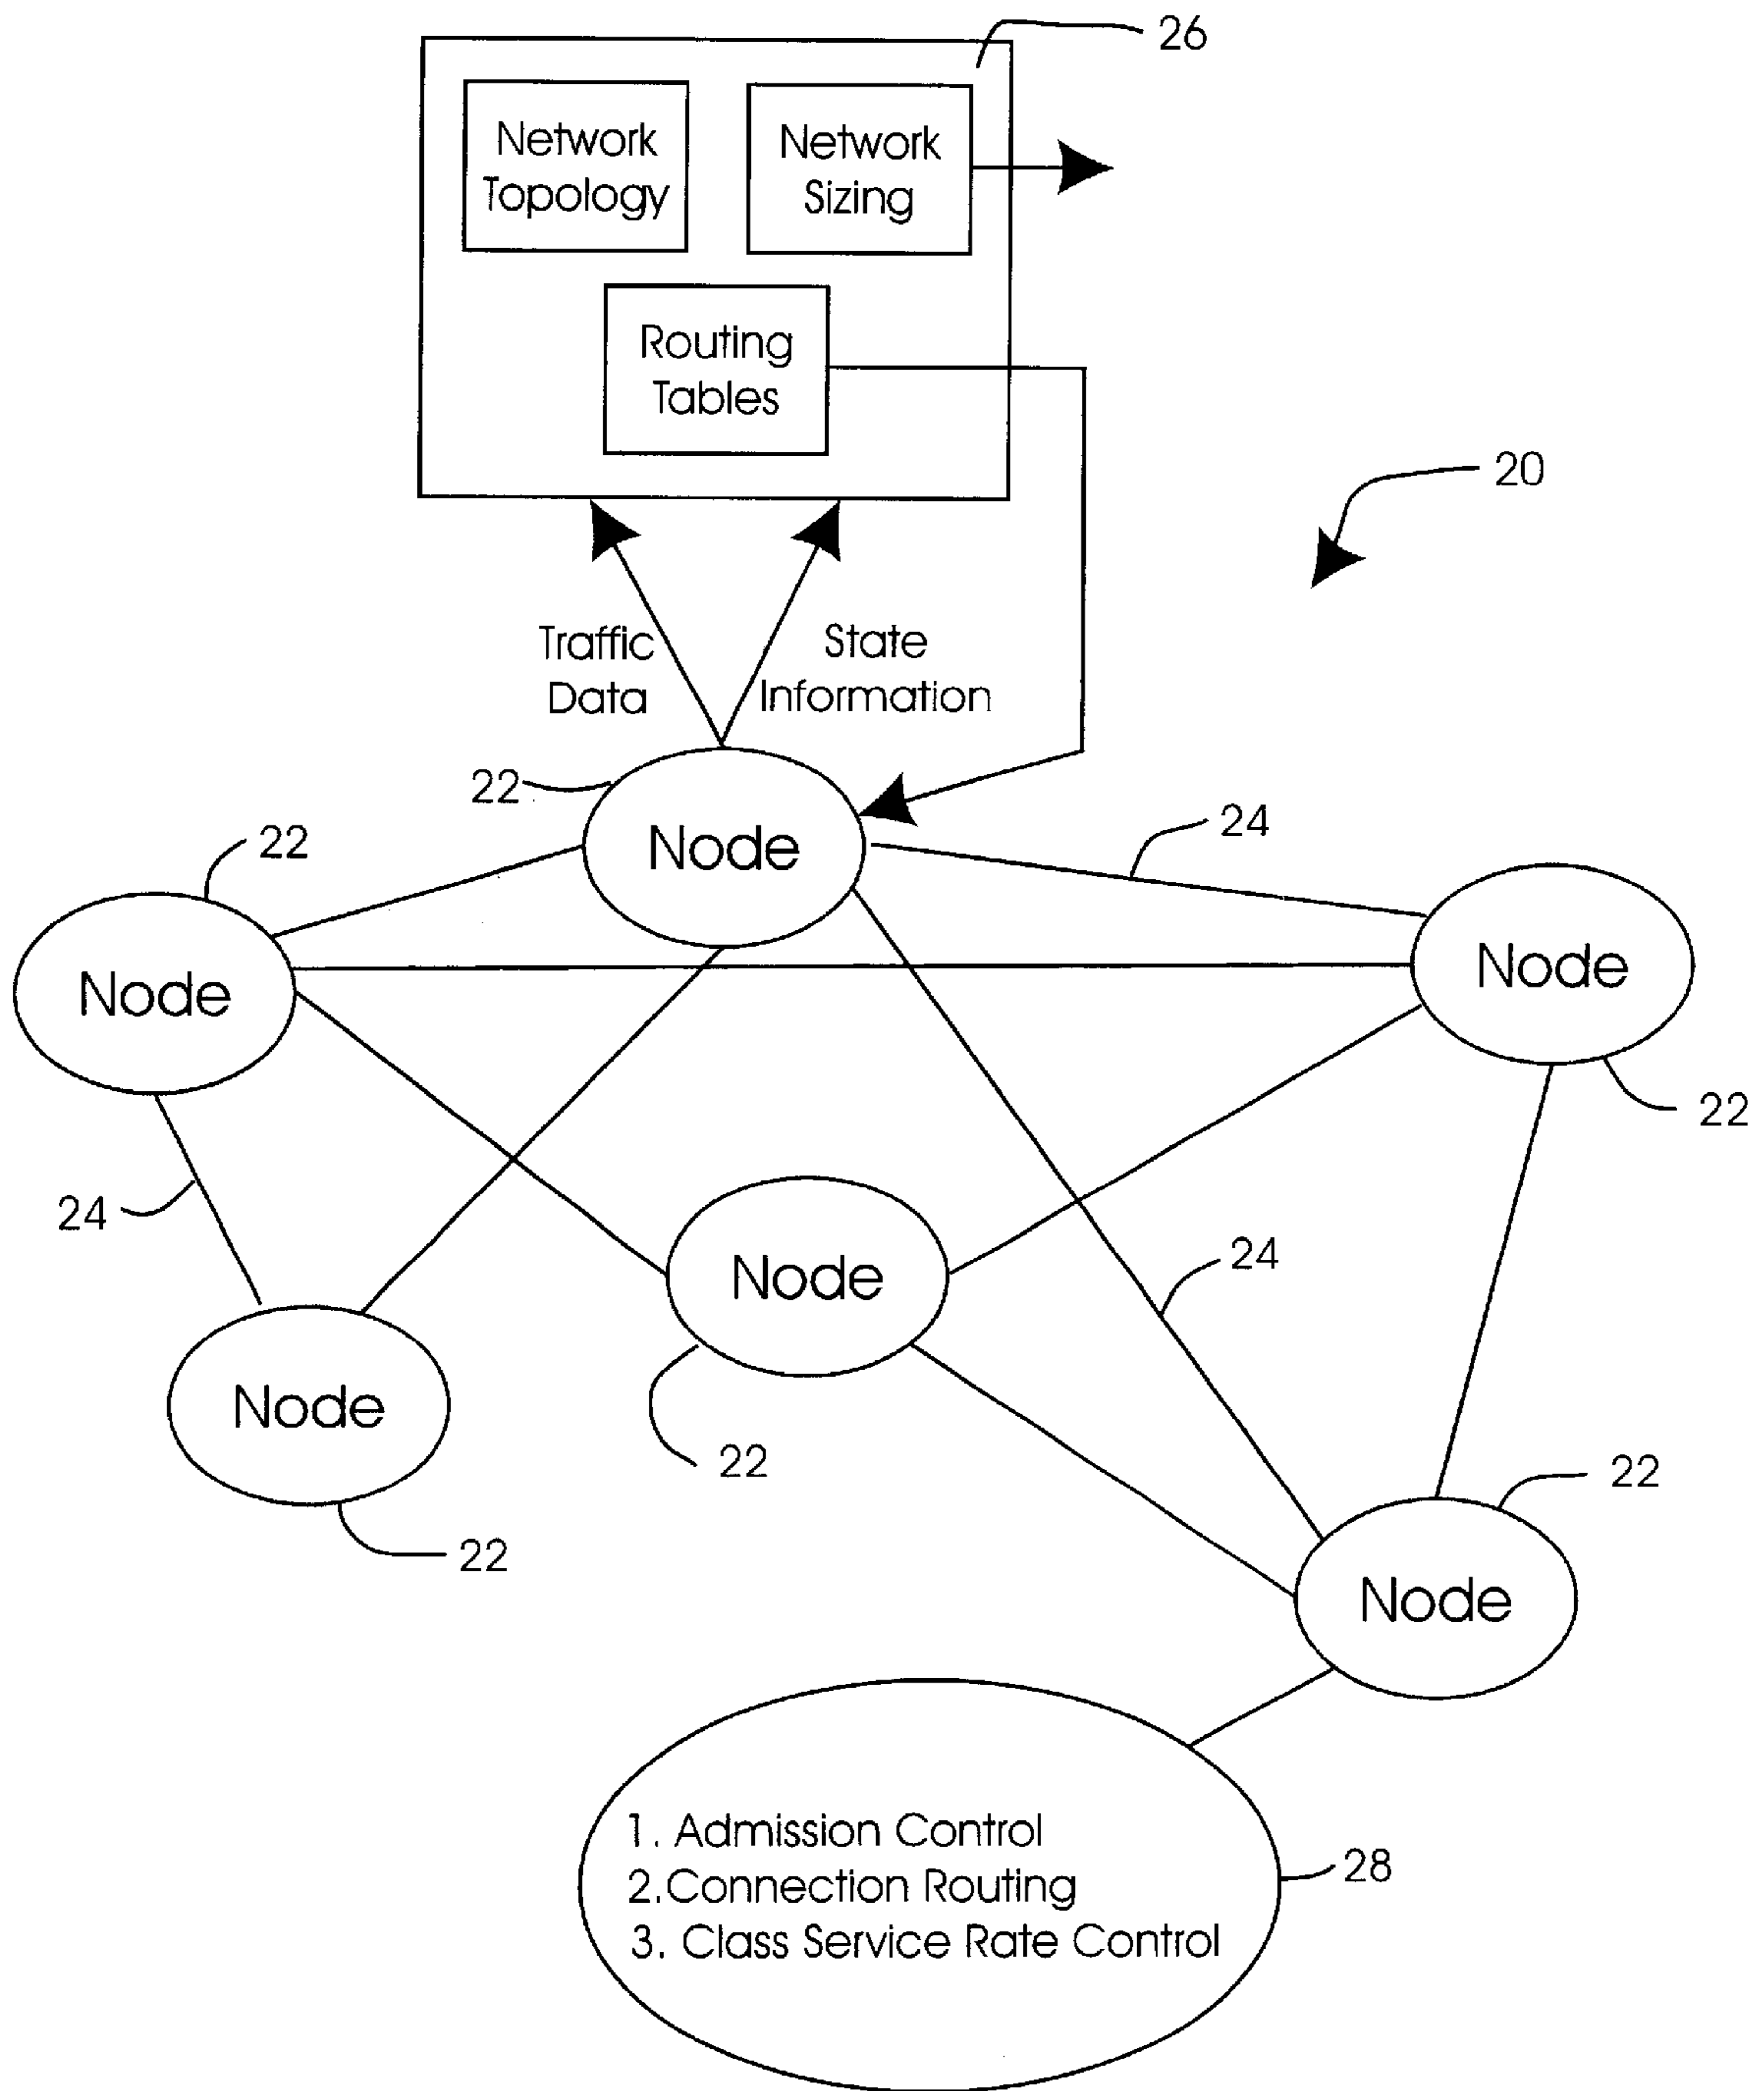 26
Network
Topology
Network
Sizing
Routing
Tables
20
Traffic
Data
State
Information
22
Node
24
22
Node
Node
22
24
Node
22
24
Node
22
22
Node
1. Admission Control
2.Connection Routing
3. Class Service Rate Control
28